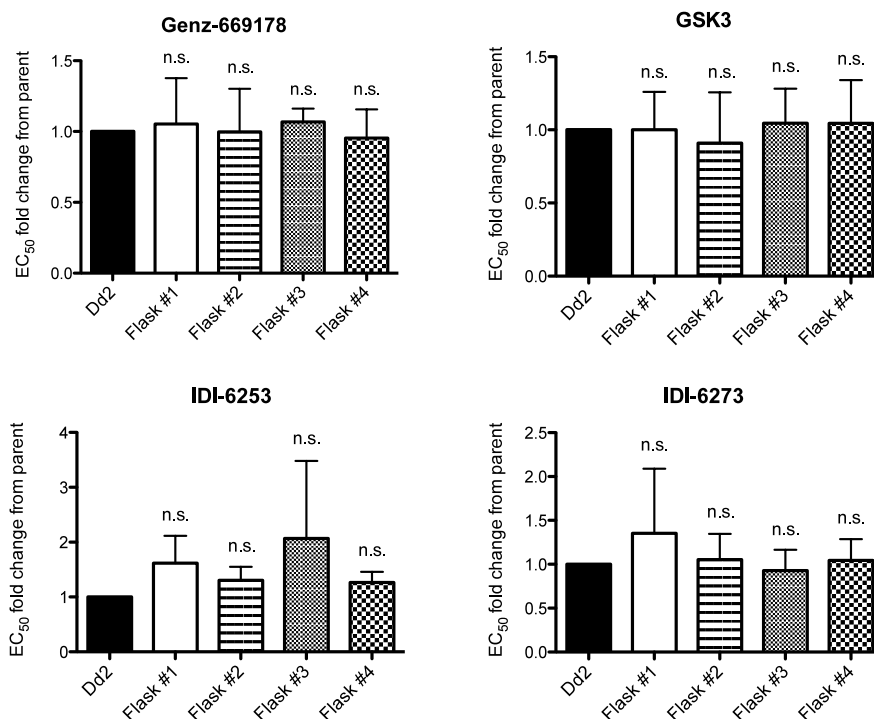 Genz-669178
EC50 fold change from parent
1.5
1.0
0.5
0.0
n.s.
n.s.
n.s.
n.s.
Dd2
Flask #1
Flask #2
Flask #3
Flask #4
GSK3
EC50 fold change from parent
1.5
1.0
0.5
0.0
n.s.
n.s.
n.s.
n.s.
Dd2
Flask #1
Flask #2
Flask #3
Flask #4
IDI-6253
EC50 fold change from parent
4
3
2
1
0
n.s.
n.s.
n.s.
n.s.
Dd2
Flask #1
Flask #2
Flask #3
Flask #4
IDI-6273
EC50 fold change from parent
2.5
2.0
1.5
1.0
0.5
0.0
n.s.
n.s.
n.s.
n.s.
Dd2
Flask #1
Flask #2
Flask #3
Flask #4